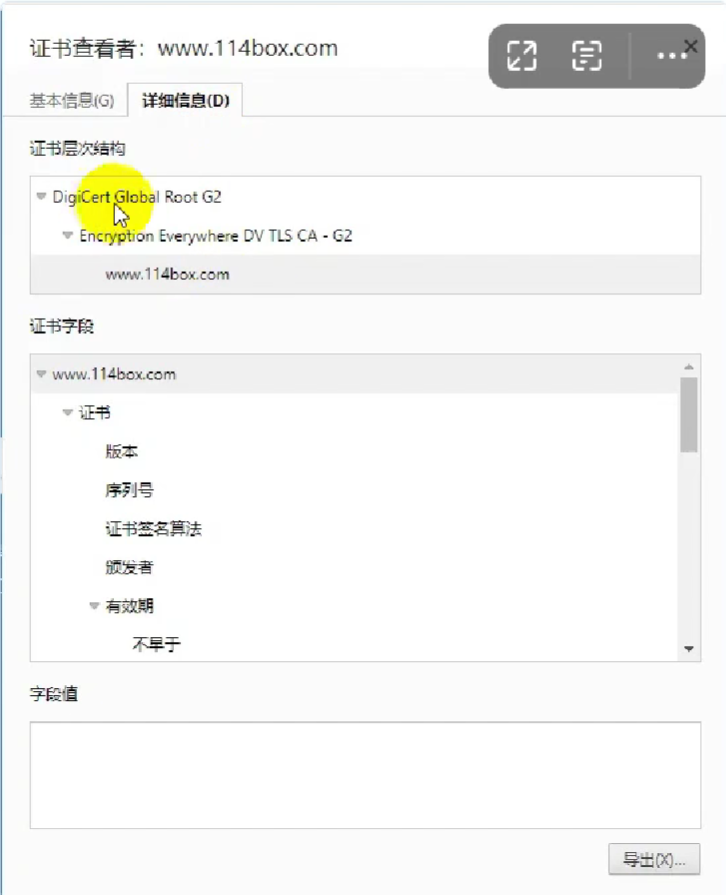 证书查看者：www.114box.com
基本信息(G) 详细信息(D)
证书层次结构
DigiCert Global Root G2
Encryption Everywhere DV TLS CA - G2
www.114box.com
证书字段
www.114box.com
证书
版本
序列号
证书签名算法
颁发者
有效期
不早于
字段值
导出(X)...